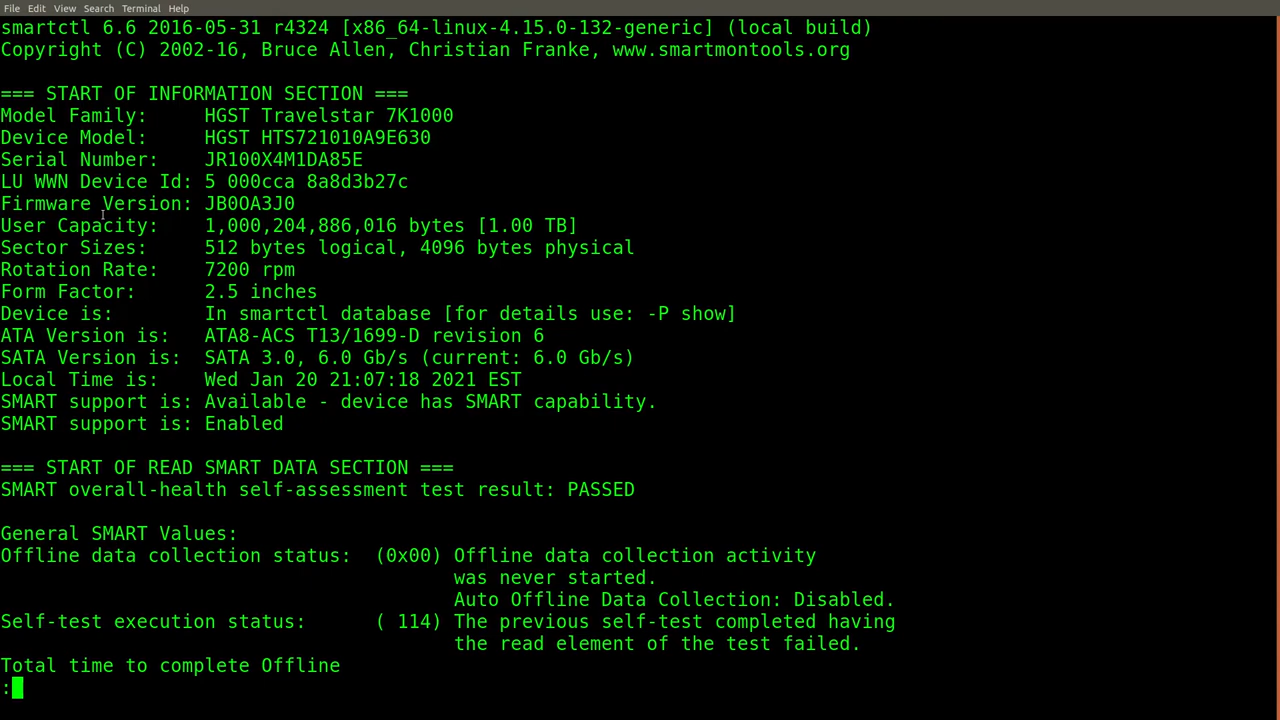 File Edit View Search Terminal Help
smartctl 6.6 2016-05-31 r4324 [x86_64-linux-4.15.0-132-generic] (local build)
Copyright (C) 2002-16, Bruce Allen, Christian Franke, www.smartmontools.org
=== START OF INFORMATION SECTION ===
Model Family:     HGST Travelstar 7K1000
Device Model:     HGST HTS721010A9E630
Serial Number:    JR100X4M1DA85E
LU WWN Device Id: 5 000cca 8a8d3b27c
Firmware Version: JB0OA3J0
User Capacity:    1,000,204,886,016 bytes [1.00 TB]
Sector Sizes:     512 bytes logical, 4096 bytes physical
Rotation Rate:    7200 rpm
Form Factor:      2.5 inches
Device is:        In smartctl database [for details use: -P show]
ATA Version is:   ATA8-ACS T13/1699-D revision 6
SATA Version is:  SATA 3.0, 6.0 Gb/s (current: 6.0 Gb/s)
Local Time is:    Wed Jan 20 21:07:18 2021 EST
SMART support is: Available - device has SMART capability.
SMART support is: Enabled
=== START OF READ SMART DATA SECTION ===
SMART overall-health self-assessment test result: PASSED
General SMART Values:
Offline data collection status:  (0x00) Offline data collection activity
was never started.
Auto Offline Data Collection: Disabled.
Self-test execution status:      ( 114) The previous self-test completed having
the read element of the test failed.
Total time to complete Offline
: